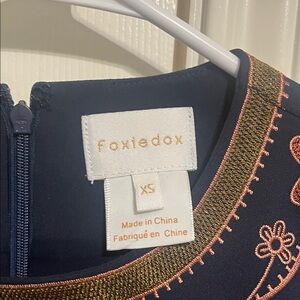 Foxiedox
XS
Made in China
Fabriqué en Chine